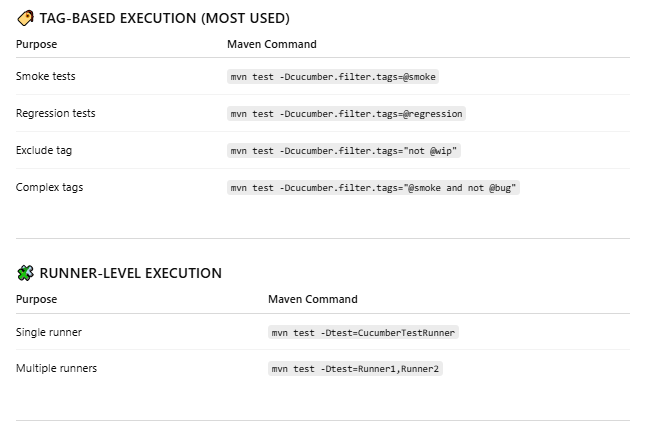 TAG-BASED EXECUTION (MOST USED)
Purpose Maven Command
Smoke tests mvn test -Dcucumber.filter.tags=@smoke
Regression tests mvn test -Dcucumber.filter.tags=@regression
Exclude tag mvn test -Dcucumber.filter.tags="not @wip"
Complex tags mvn test -Dcucumber.filter.tags="@smoke and not @bug"
RUNNER-LEVEL EXECUTION
Purpose Maven Command
Single runner mvn test -Dtest=CucumberTestRunner
Multiple runners mvn test -Dtest=Runner1,Runner2